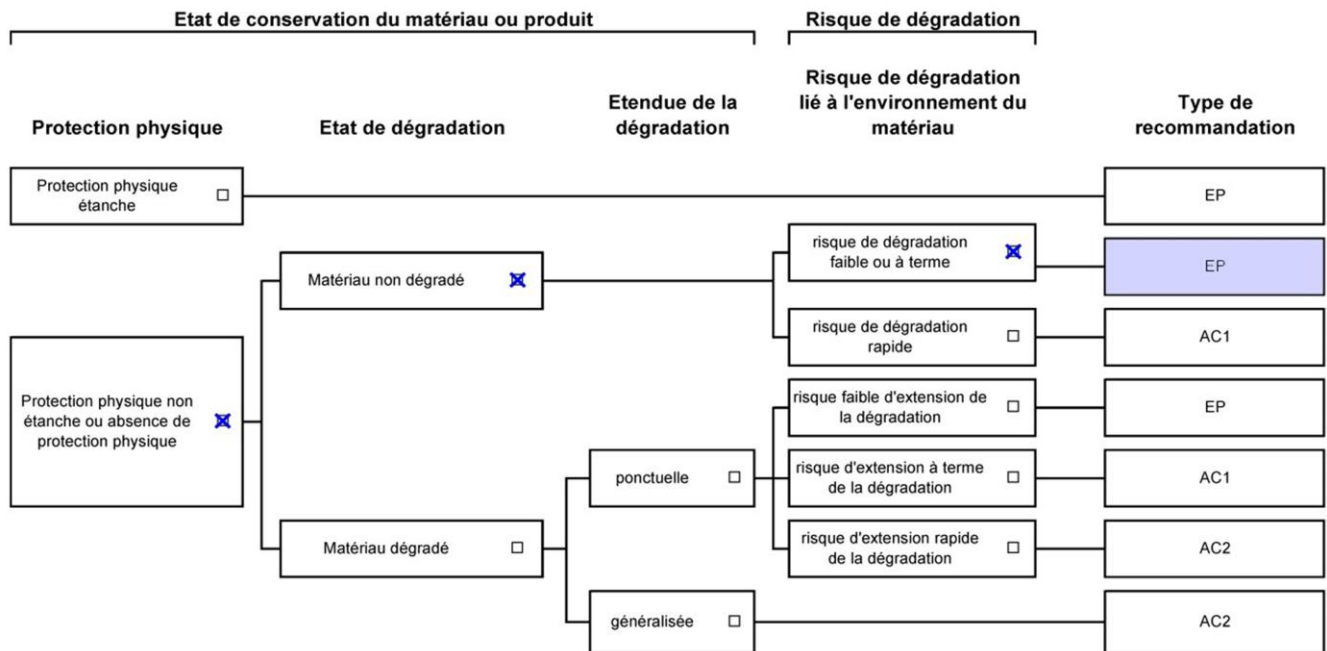 Etat de conservation du matériau ou produit
Risque de dégradation
Protection physique
Etat de dégradation
Etendue de la
dégradation
Risque de dégradation
lié à l'environnement du
matériau
Type de
recommandation
Protection physique
étanche
EP
Protection physique non
étanche ou absence de
protection physique
Matériau non dégradé
risque de dégradation
faible ou à terme
EP
risque de dégradation
rapide
AC1
Matériau dégradé
ponctuelle
risque faible d'extension de
la dégradation
EP
risque d'extension à terme
de la dégradation
AC1
risque d'extension rapide
de la dégradation
AC2
généralisée
AC2